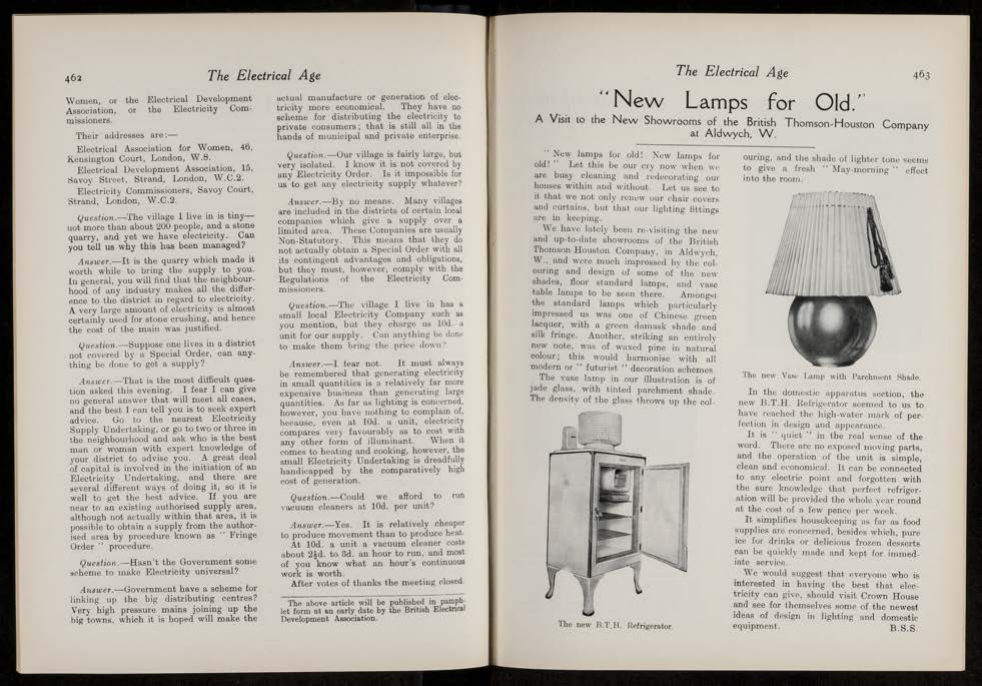 462
The Electrical Age
Women, or the Electrical Development
Association, or the Electricity Com-
missioners.
Their addresses are:—
Electrical Association for Women, 46,
Kensington Court, London, W.8.
Electrical Development Association, 15,
Savoy Street, Strand, London, W.C.2.
Electricity Commissioners, Savoy Court,
Strand, London, W.C.2.
Question.—The village I live in is tiny—
not more than about 200 people, and a stone
quarry, and yet we have electricity. Can
you tell us why this has been managed?
Answer.—It is the quarry which made it
worth while to bring the supply to you.
In general, you will find that the neighbour-
hood of any industry makes all the differ-
ence to the district in regard to electricity.
A very large amount of electricity is almost
certainly used for stone crushing, and hence
the cost of the main was justified.
Question.—Suppose one lives in a district
not covered by a Special Order, can any-
thing be done to get a supply?
Answer.—That is the most difficult ques-
tion asked this evening. I fear I can give
no general answer that will meet all cases,
and the best I can tell you is to seek expert
advice. Go to the nearest Electricity
Supply Undertaking, or go to two or three in
the neighbourhood and ask who is the best
man or woman with expert knowledge of
your district to advise you. A great deal
of capital is involved in the initiation of an
Electricity Undertaking, and there are
several different ways of doing it, so it is
well to get the best advice. If you are
near to an existing authorised supply area,
although not actually within that area, it is
possible to obtain a supply from the author-
ised area by procedure known as " Fringe
Order " procedure.
Question.—Hasn't the Government some
scheme to make Electricity universal?
Answer.—Government have a scheme for
linking up the big distributing centres?
Very high pressure mains joining up the
big towns, which it is hoped will make the
actual manufacture or generation of elec-
tricity more economical. They have no
scheme for distributing the electricity to
private consumers; that is still all in the
hands of municipal and private enterprise.
Question.—Our village is fairly large, but
very isolated. I know it is not covered by
any Electricity Order. Is it impossible for
us to get any electricity supply whatever?
Answer.—By no means. Many villages
are included in the districts of certain local
companies which give a supply over a
limited area. These Companies are usually
Non-Statutory. This means that they do
not actually obtain a Special Order with all
its contingent advantages and obligations,
but they must, however, comply with the
Regulations of the Electricity Com-
missioners.
Question.—The village I live in has a
small local Electricity Company such as
you mention, but they charge us 10d. a
unit for our supply. Can anything be done
to make them bring the price down?
Answer.—I fear not. It must always
be remembered that generating electricity
in small quantities is a relatively far more
expensive business than generating large
quantities. As far as lighting is concerned,
however, you have nothing to complain of,
because, even at 10d. a unit, electricity
compares very favourably as to cost with
any other form of illuminant. When it
comes to heating and cooking, however, the
small Electricity Undertaking is dreadfully
handicapped by the comparatively high
cost of generation.
Question.—Could we afford to run
vacuum cleaners at 10d. per unit?
Answer.—Yes. It is relatively cheaper
to produce movement than to produce heat.
At 10d. a unit a vacuum cleaner costs
about 2½d. to 3d. an hour to run, and most
of you know what an hour's continuous
work is worth.
After votes of thanks the meeting closed.
The above article will be published in pamph-
let form at an early date by the British Electrical
Development Association.
The Electrical Age
463
"New Lamps for Old."
A Visit to the New Showrooms of the British Thomson-Houston Company
at Aldwych, W.
" New lamps for old! New lamps for
old! " Let this be our cry now when we
are busy cleaning and redecorating our
houses within and without. Let us see to
it that we not only renew our chair covers
and curtains, but that our lighting fittings
are in keeping.
We have lately been re-visiting the new
and up-to-date showrooms of the British
Thomson Houston Company, in Aldwych,
W., and were much impressed by the col-
ouring and design of some of the new
shades, floor standard lamps, and vase
table lamps to be seen there. Amongst
the standard lamps which particularly
impressed us was one of Chinese green
lacquer, with a green damask shade and
silk fringe. Another, striking an entirely
new note, was of waxed pine in natural
colour; this would harmonise with all
modern or " futurist " decoration schemes.
The vase lamp in our illustration is of
jade glass, with tinted parchment shade.
The density of the glass throws up the col-
The new B.T.H. Refrigerator.
ouring, and the shade of lighter tone seems
to give a fresh " May-morning " effect
into the room.
The new Vase Lamp with Parchment Shade.
In the domestic apparatus section, the
new B.T.H. Refrigerator seemed to us to
have reached the high-water mark of per-
fection in design and appearance.
It is " quiet " in the real sense of the
word. There are no exposed moving parts,
and the operation of the unit is simple,
clean and economical. It can be connected
to any electric point and forgotten with
the sure knowledge that perfect refriger-
ation will be provided the whole year round
at the cost of a few pence per week.
It simplifies housekeeping as far as food
supplies are concerned, besides which, pure
ice for drinks or delicious frozen desserts
can be quickly made and kept for immed-
iate service.
We would suggest that everyone who is
interested in having the best that elec-
tricity can give, should visit Crown House
and see for themselves some of the newest
ideas of design in lighting and domestic
equipment. B.S.S.